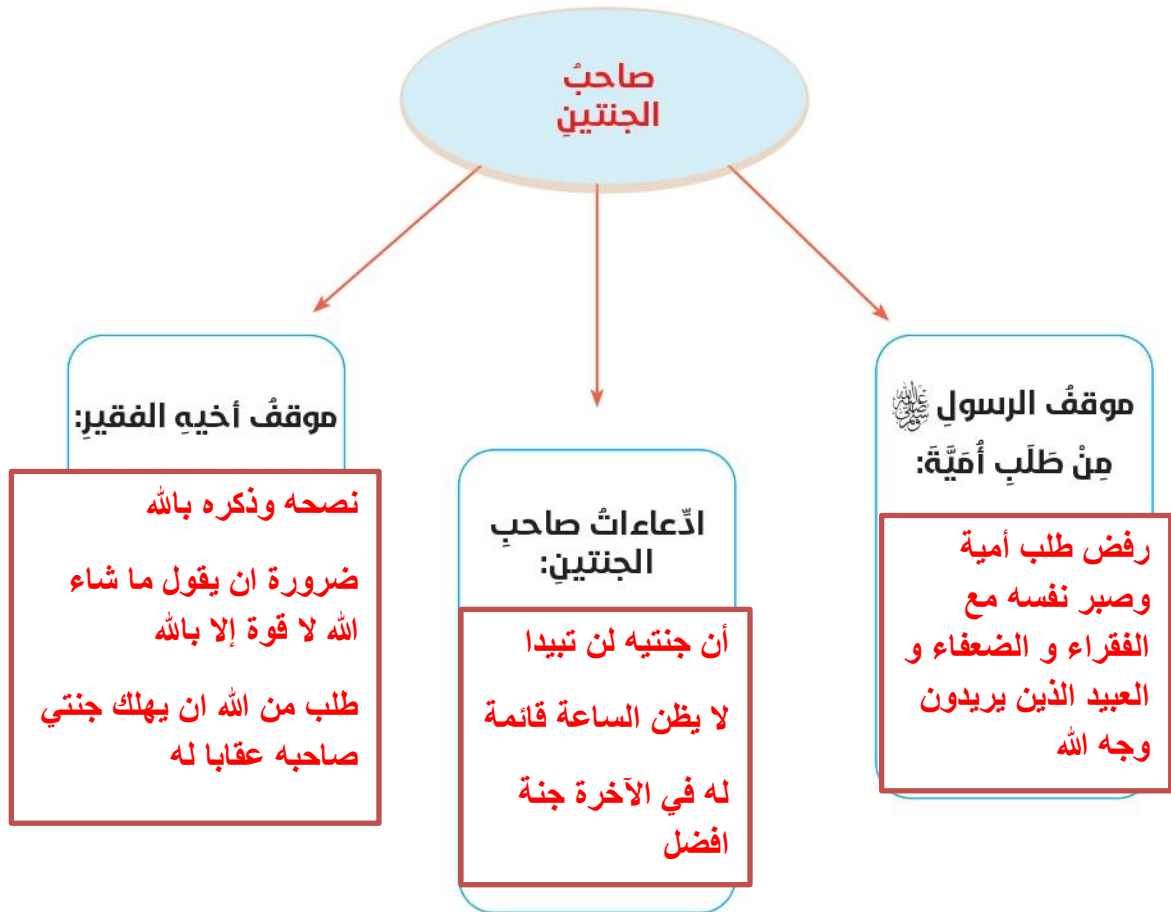 صاحبُ
الجنتينِ
موقفُ الرسولِ ﷺ
مِنْ طَلَبِ أُمَيَّةَ:
رفض طلب أمية
وصبر نفسه مع
الفقراء و الضعفاء و
العبيد الذين يريدون
وجه الله
ادِّعاءاتُ صاحبِ
الجنتينِ:
أن جنتيه لن تبيدا
لا يظن الساعة قائمة
له في الآخرة جنة
افضل
موقفُ أخيهِ الفقيرِ:
نصحه وذكره بالله
ضرورة ان يقول ما شاء
الله لا قوة إلا بالله
طلب من الله ان يهلك جنتي
صاحبه عقابا له